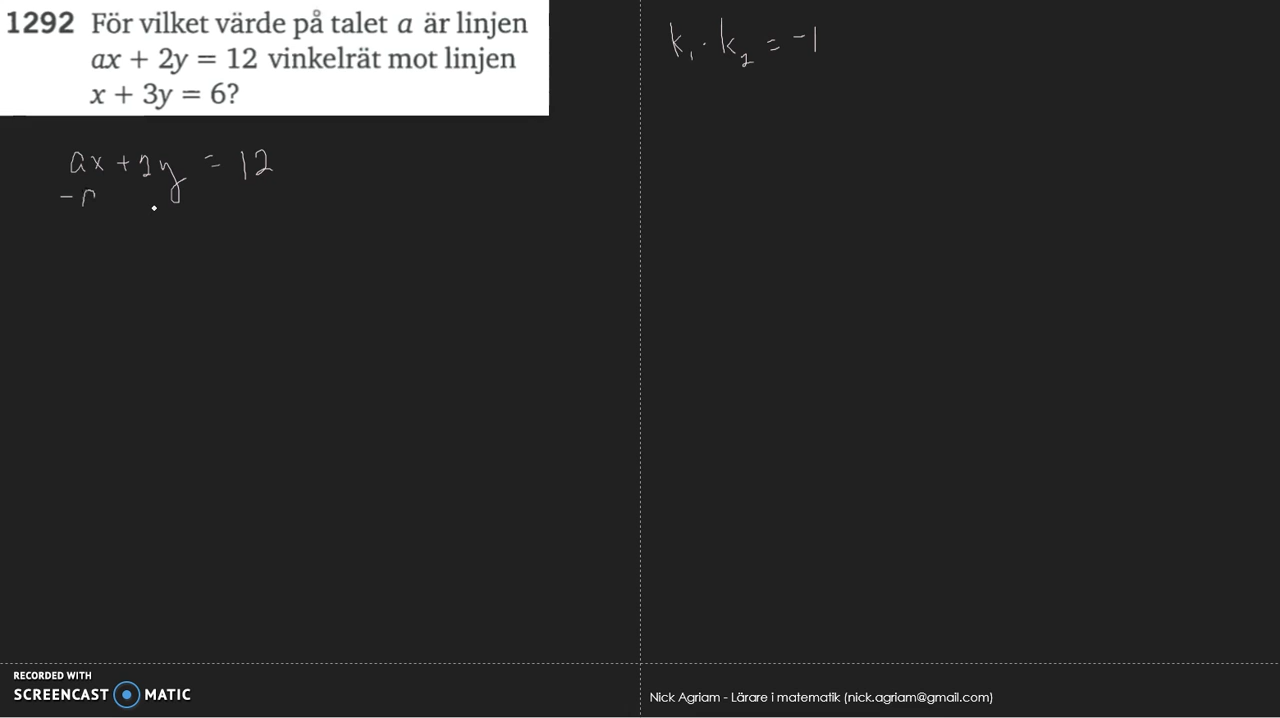 1292 För vilket värde på talet a är linjen
ax + 2y = 12 vinkelrät mot linjen
x + 3y = 6?
k₁ · k₂ = -1
ax + 2y = 12
RECORDED WITH
SCREENCAST MATIC
Nick Agriam - Lärare i matematik (nick.agriam@gmail.com)